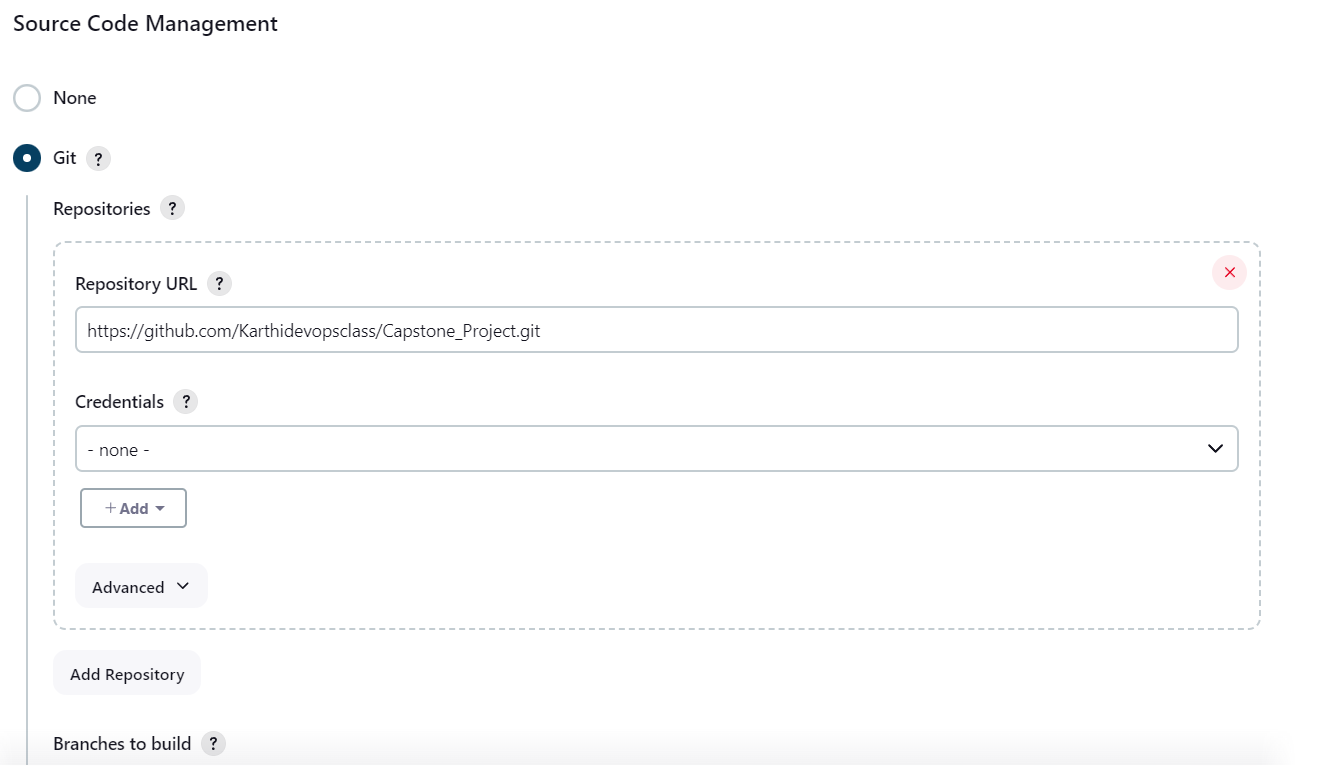 Source Code Management
None
Git ?
Repositories ?
Repository URL ?
https://github.com/Karthidevopsclass/Capstone_Project.git
Credentials ?
- none -
+ Add
Advanced
Add Repository
Branches to build ?